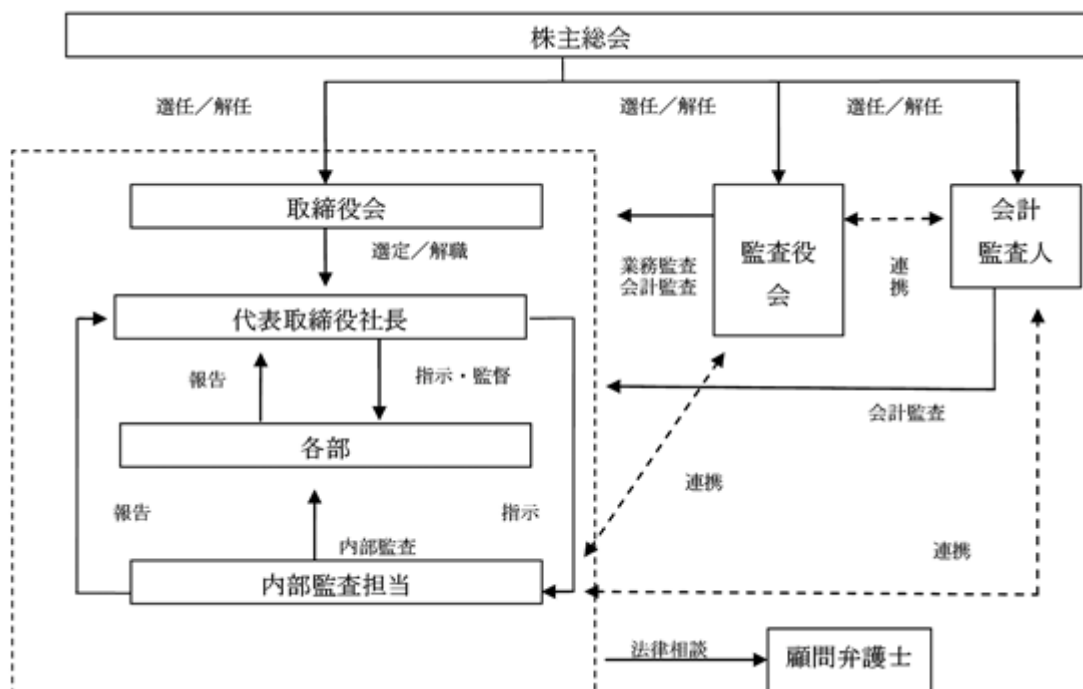 株主総会
選任／解任
選任／解任
選任／解任
取締役会
選定／解職
監査役
会
会計
監査人
業務監査
会計監査
連
携
代表取締役社長
報告
指示・監督
会計監査
各部
連携
報告
指示
内部監査
連携
内部監査担当
法律相談
顧問弁護士